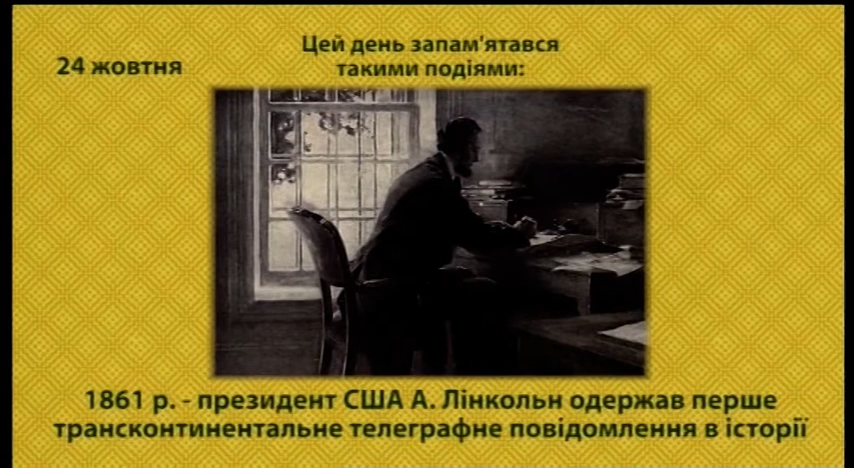 24 жовтня
Цей день запам'ятався
такими подіями:
1861 р. - президент США А. Лінкольн одержав перше
трансконтинентальне телеграфне повідомлення в історії